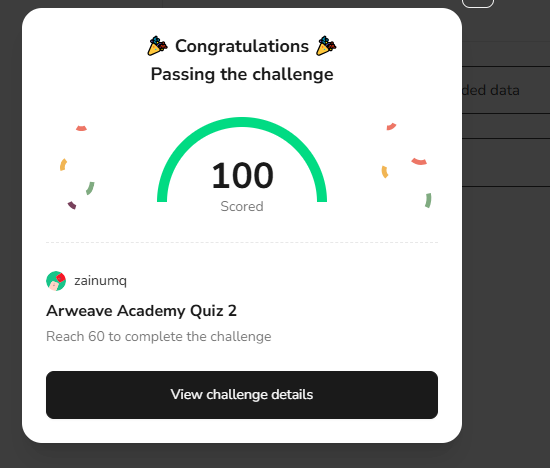 Congratulations
Passing the challenge
ded data
100
Scored
zainumq
Arweave Academy Quiz 2
Reach 60 to complete the challenge
View challenge details